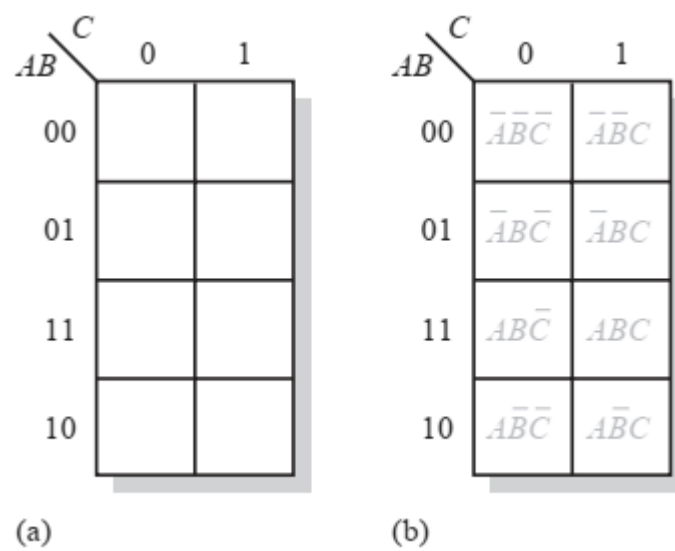 C
AB 0 1
00
01
11
10
(a)
C
AB 0 1
00 A̅B̅C̅ A̅B̅C
01 A̅BC̅ A̅BC
11 ABC̅ ABC
10 AB̅C̅ AB̅C
(b)